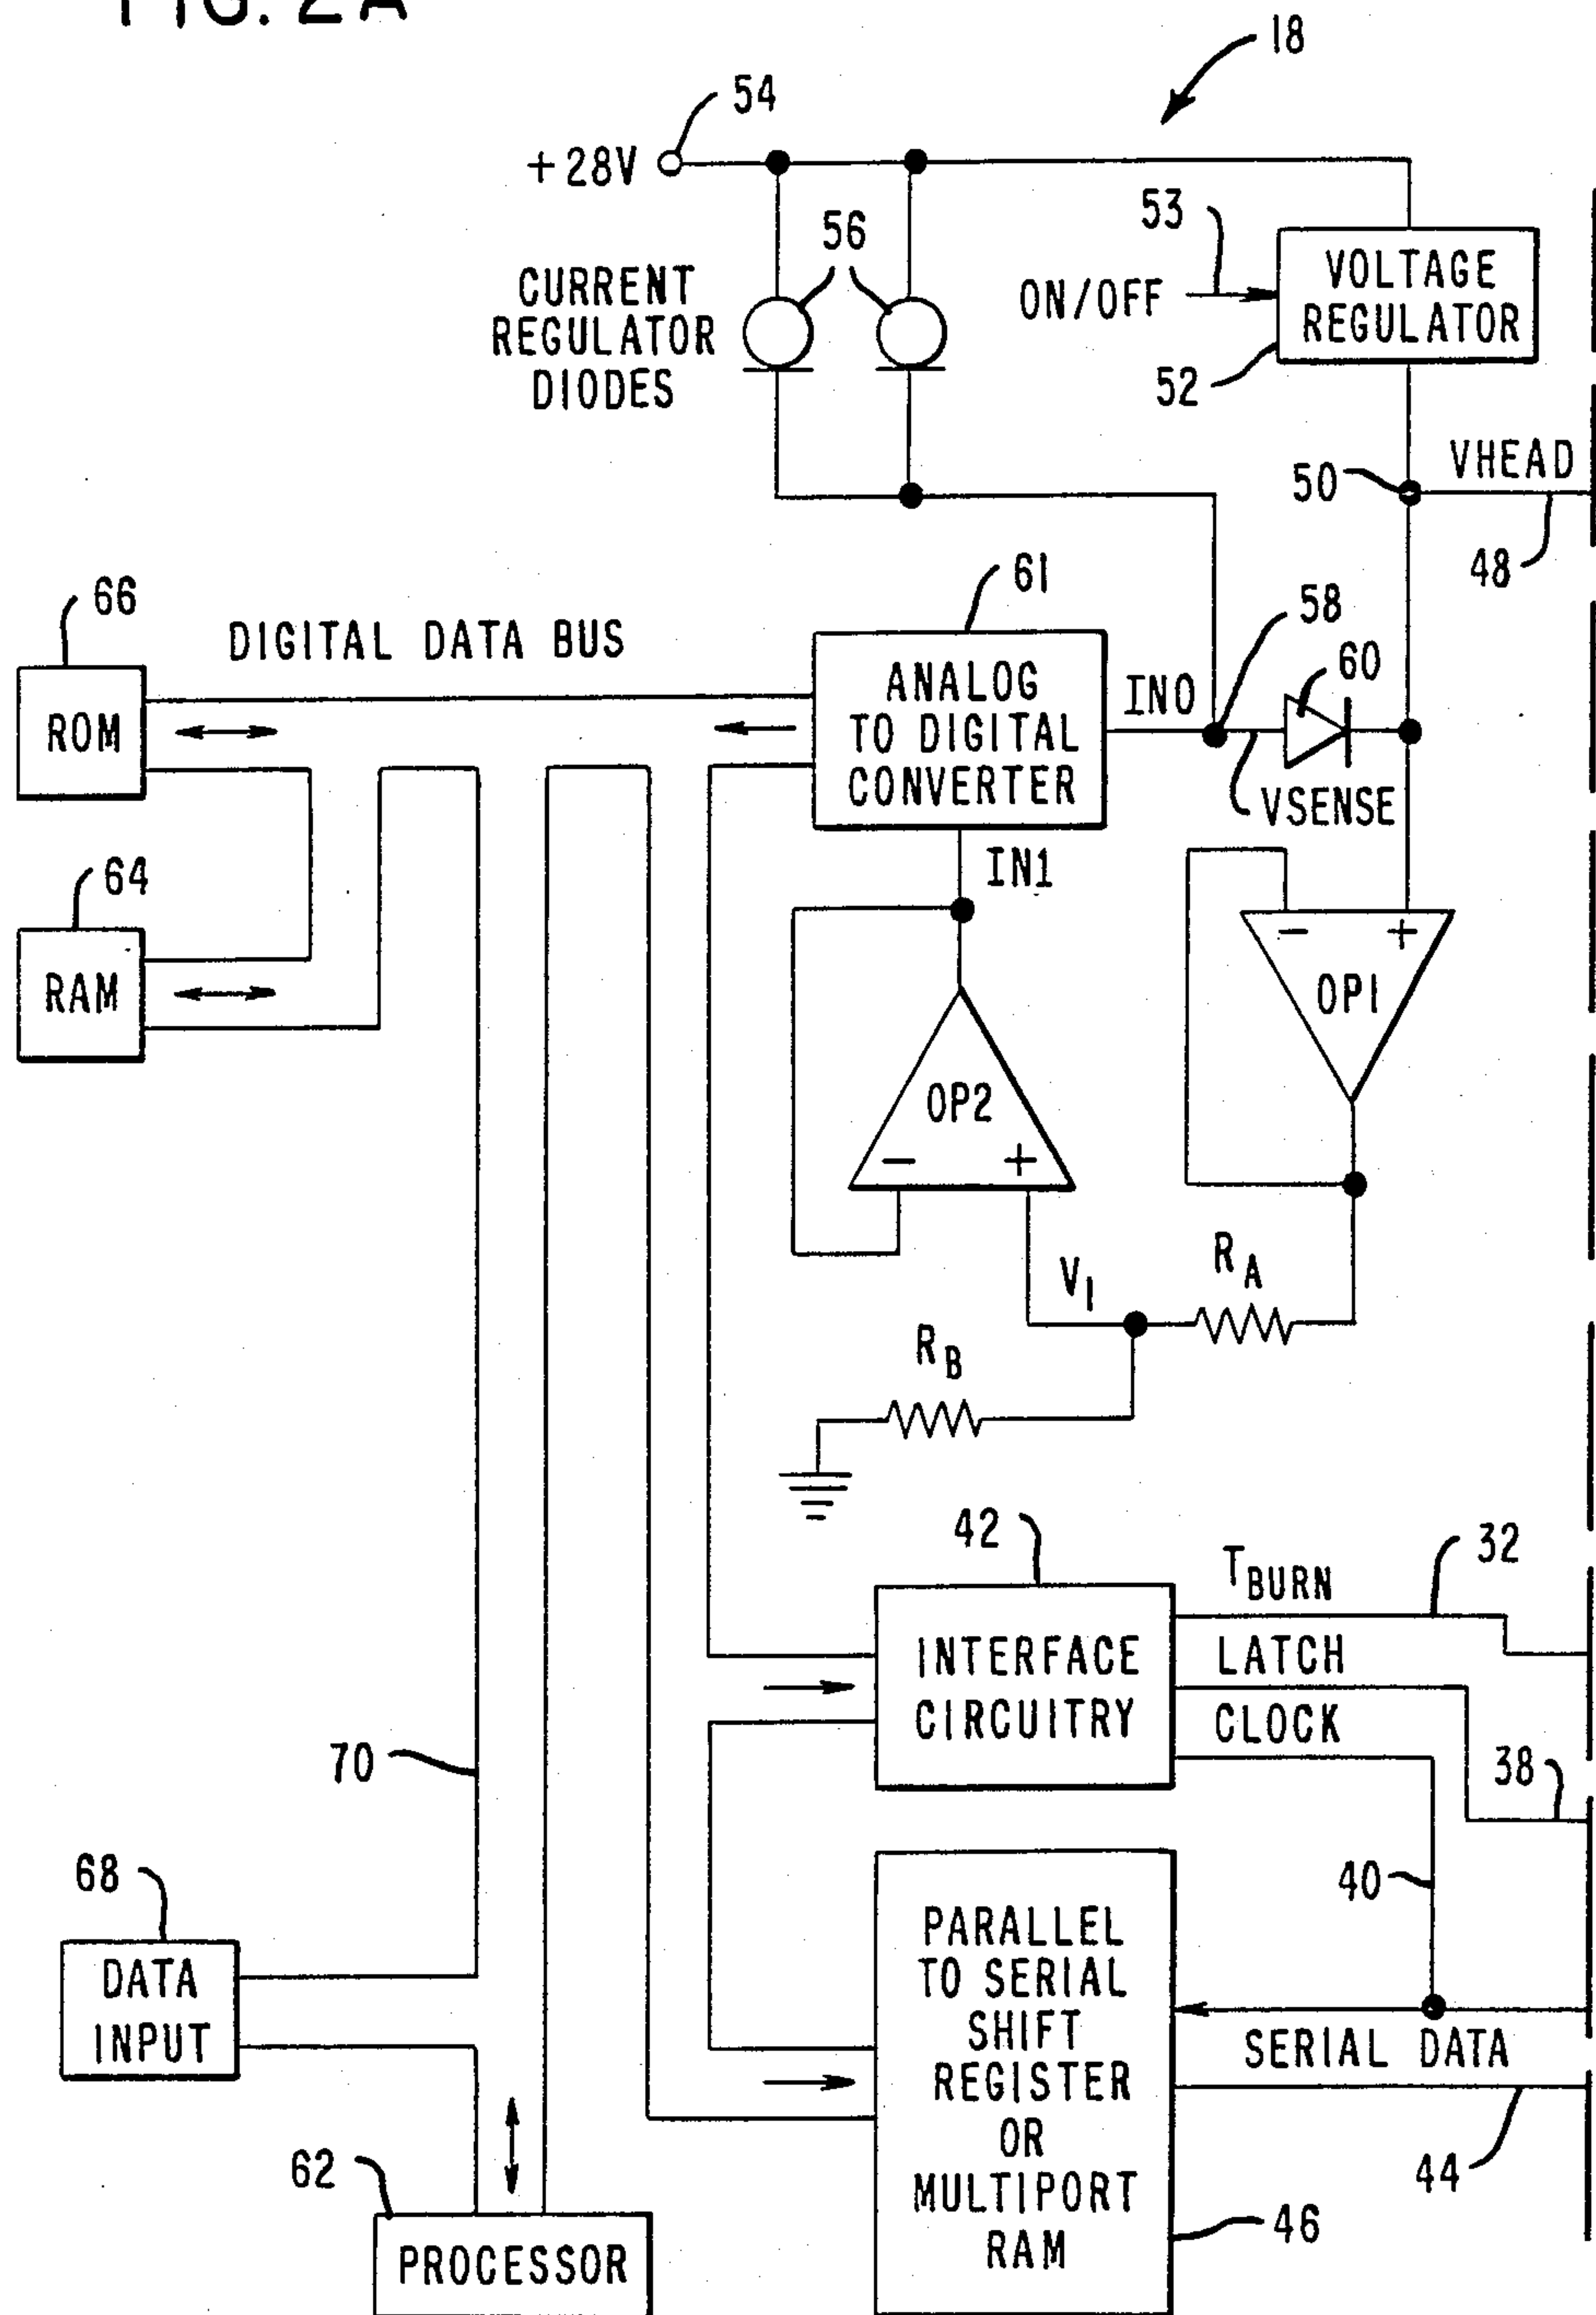 FIG. 2A
18
54
+28V
53
56
CURRENT
REGULATOR
DIODES
ON/OFF
VOLTAGE
REGULATOR
52
50
VHEAD
48
61
58
66
DIGITAL DATA BUS
60
ROM
ANALOG
TO DIGITAL
CONVERTER
IN0
VSENSE
64
IN1
RAM
- +
OP1
OP2
- +
RA
V1
RB
42
32
TBURN
INTERFACE
CIRCUITRY
LATCH
CLOCK
70
38
68
40
DATA
INPUT
PARALLEL
TO SERIAL
SHIFT
REGISTER
OR
MULTIPORT
RAM
SERIAL DATA
62
44
46
PROCESSOR